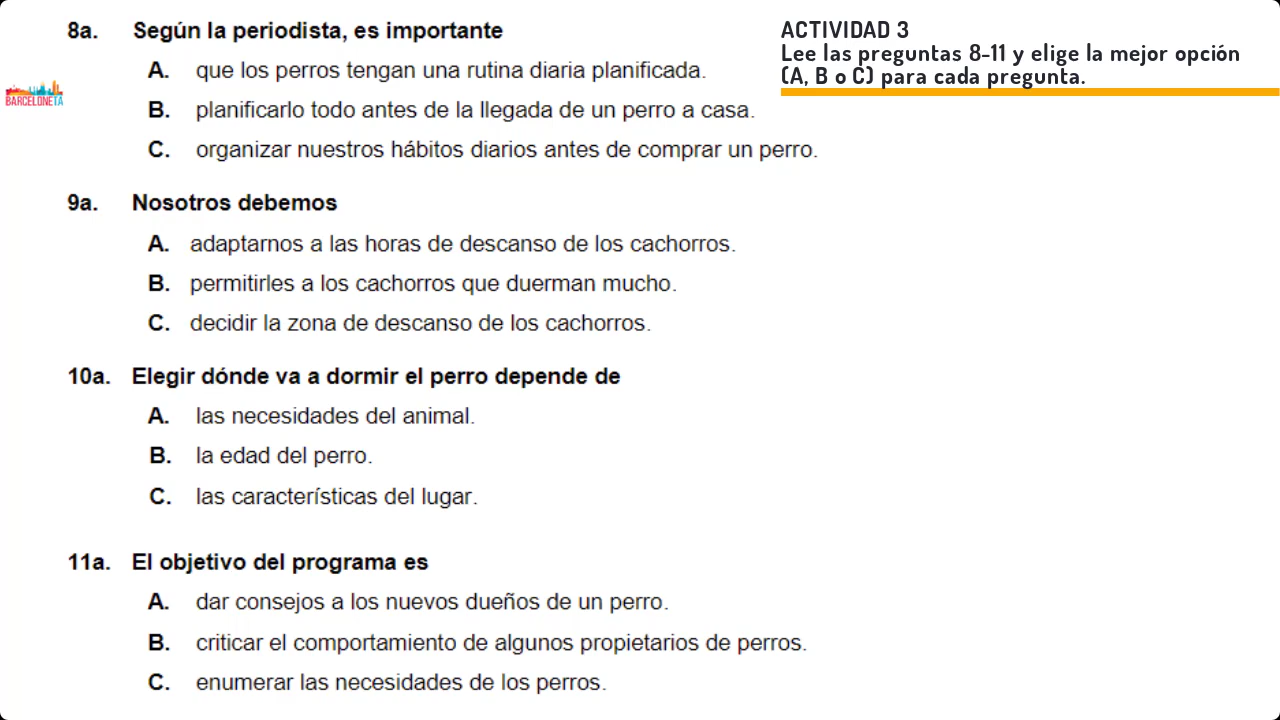 ACTIVIDAD 3
Lee las preguntas 8-11 y elige la mejor opción
(A, B o C) para cada pregunta.
BARCELONETA
8a. Según la periodista, es importante
A. que los perros tengan una rutina diaria planificada.
B. planificarlo todo antes de la llegada de un perro a casa.
C. organizar nuestros hábitos diarios antes de comprar un perro.
9a. Nosotros debemos
A. adaptarnos a las horas de descanso de los cachorros.
B. permitirles a los cachorros que duerman mucho.
C. decidir la zona de descanso de los cachorros.
10a. Elegir dónde va a dormir el perro depende de
A. las necesidades del animal.
B. la edad del perro.
C. las características del lugar.
11a. El objetivo del programa es
A. dar consejos a los nuevos dueños de un perro.
B. criticar el comportamiento de algunos propietarios de perros.
C. enumerar las necesidades de los perros.